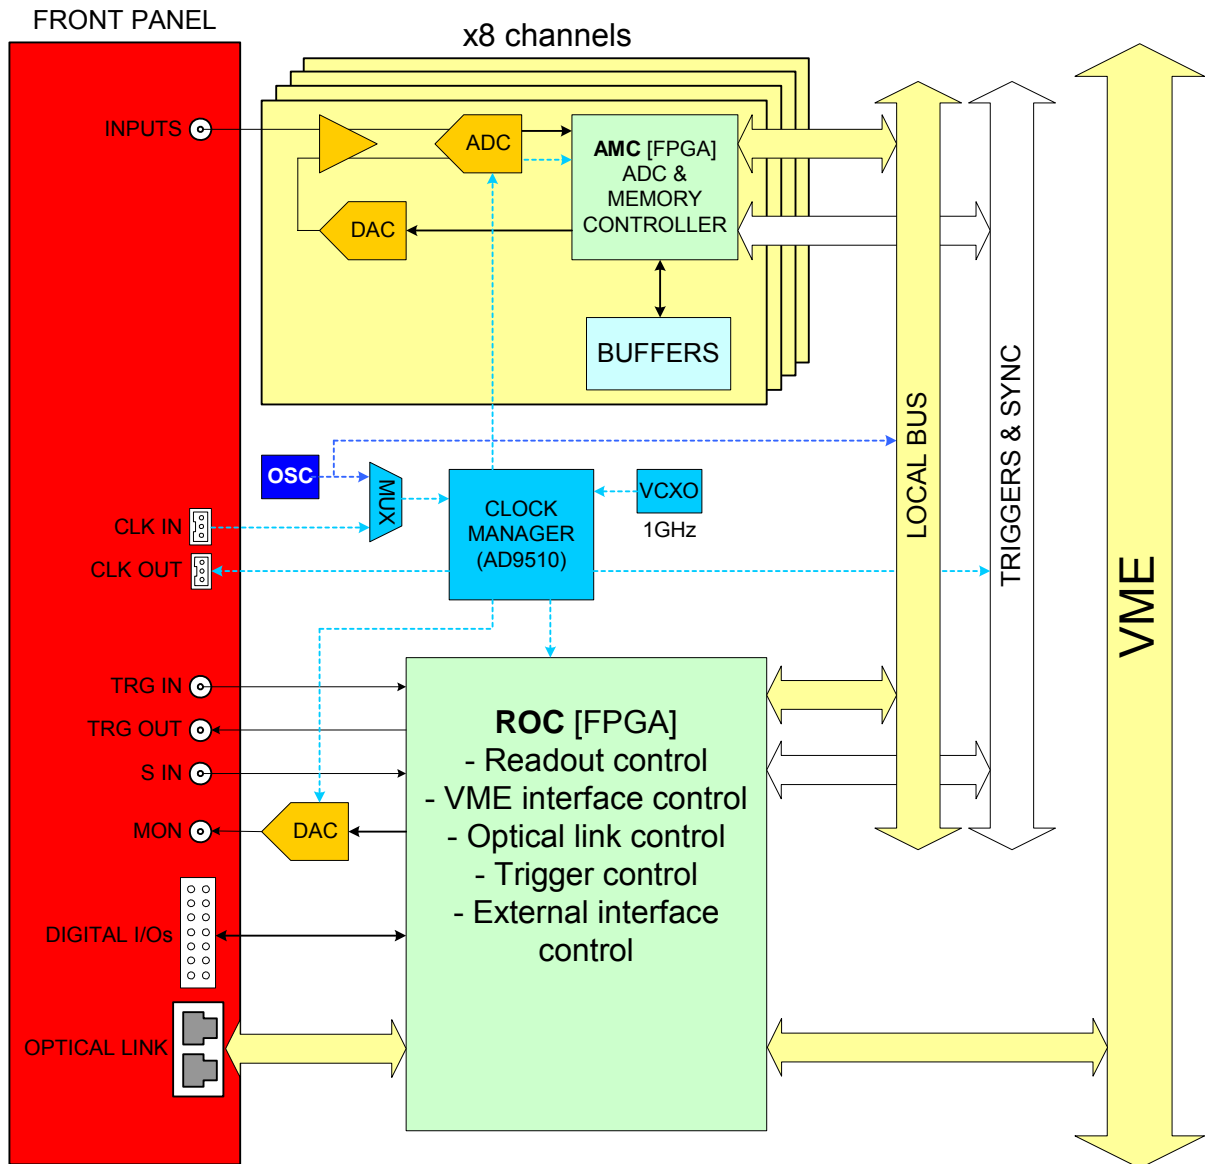 FRONT PANEL
x8 channels
INPUTS
ADC
AMC [FPGA]
ADC &
MEMORY
CONTROLLER
DAC
BUFFERS
OSC
MUX
CLOCK
MANAGER
(AD9510)
VCXO
1GHz
CLK IN
CLK OUT
LOCAL BUS
TRIGGERS & SYNC
VME
TRG IN
TRG OUT
S IN
MON
DAC
DIGITAL I/Os
OPTICAL LINK
ROC [FPGA]
- Readout control
- VME interface control
- Optical link control
- Trigger control
- External interface
control